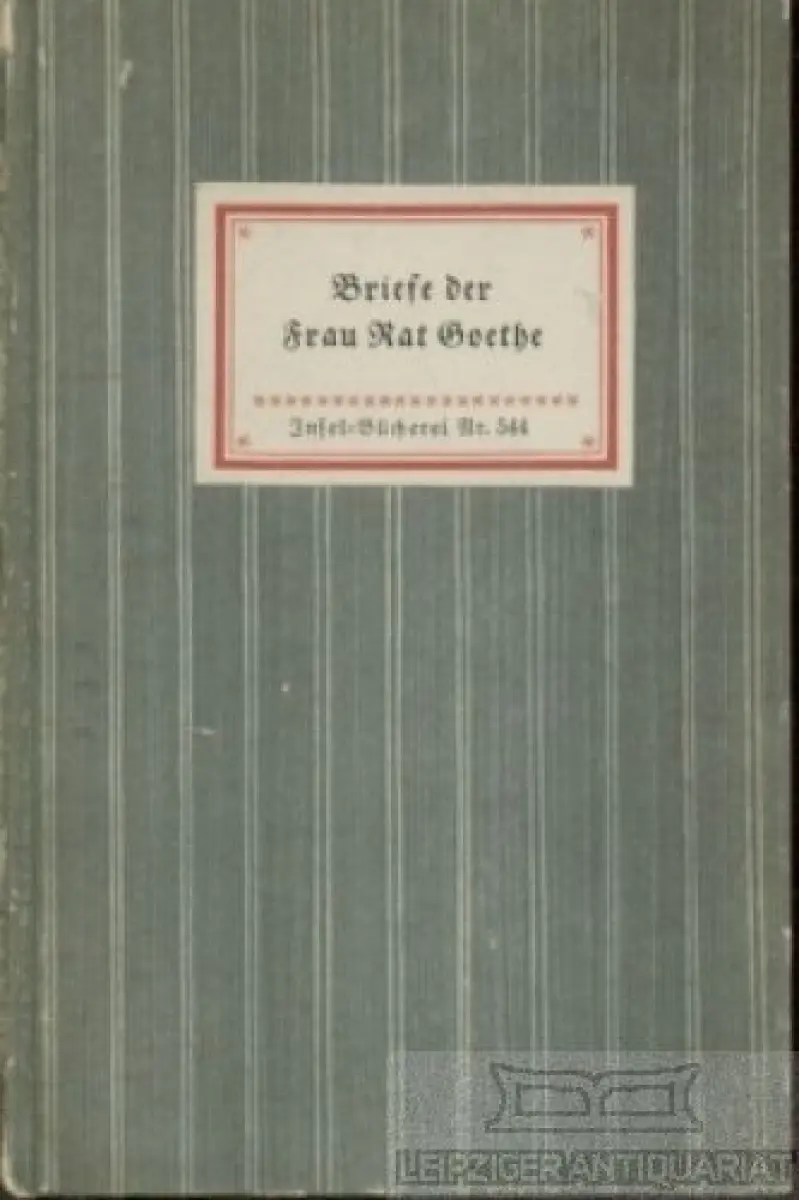 Briefe der
Frau Rat Goethe
Insel-Bücherei Nr. 544
LEIPZIGER ANTIQUARIAT